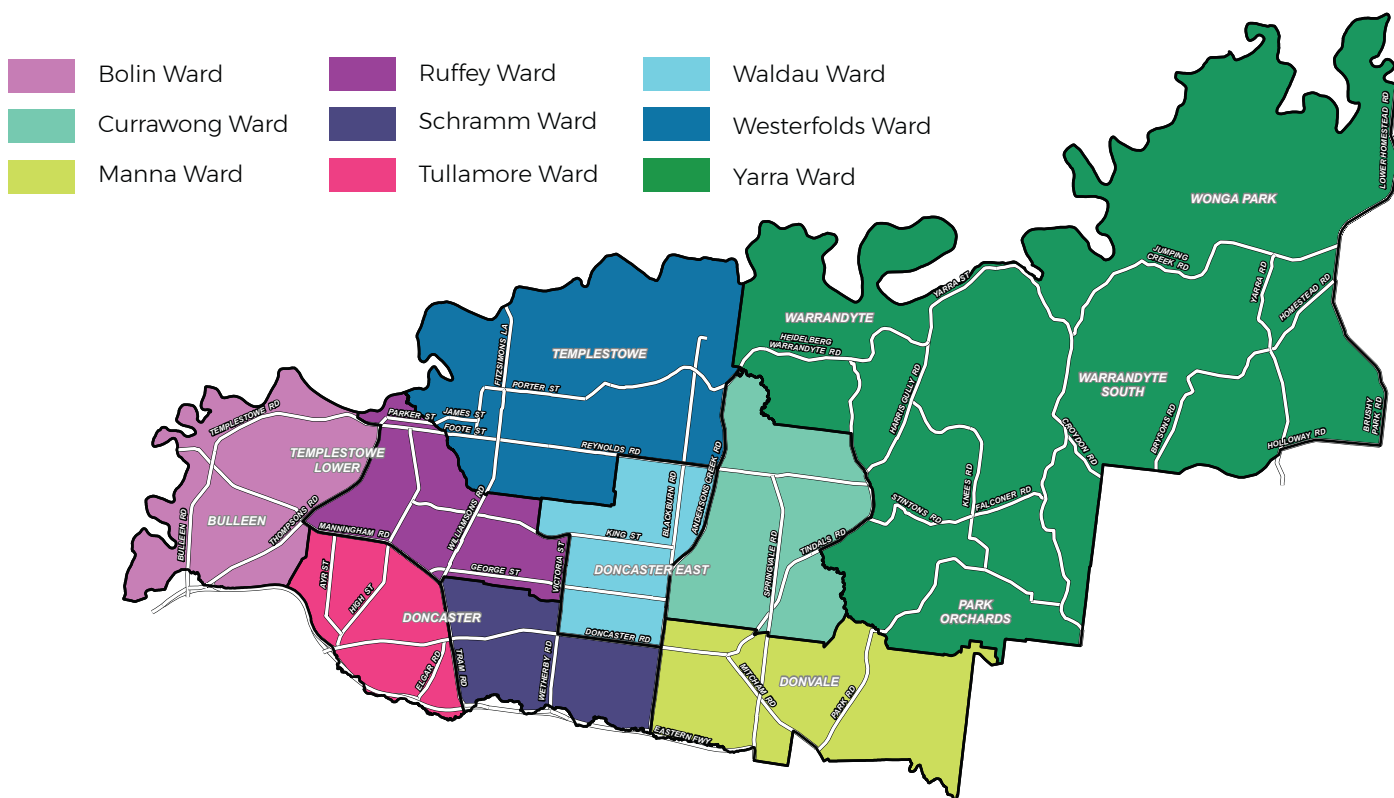 Bolin Ward
Ruffey Ward
Waldau Ward
Currawong Ward
Schramm Ward
Westerfolds Ward
Manna Ward
Tullamore Ward
Yarra Ward
LOWER HOMESTEAD RD
WONGA PARK
JUMPING
CREEK RD
YARRA RD
HOMESTEAD RD
YARRA ST
WARRANDYTE
HEIDELBERG
WARRANDYTE RD
FITZSIMONS LA
TEMPLESTOWE
PORTER ST
HARRIS GULLY RD
WARRANDYTE
SOUTH
CROYDON RD
BRYSONS RD
BRUSHY
PARK RD
HOLLOWAY RD
TEMPLESTOWE RD
PARKER ST
JAMES ST
FOOTE ST
REYNOLDS RD
TEMPLESTOWE
LOWER
ANDERSONS CREEK RD
BLACKBURN RD
KNEES RD
FALCONER RD
STINTONS RD
BULLEEN
BULLEEN RD
THOMPSONS RD
MANNINGHAM RD
WILLIAMSONS RD
KING ST
SPRINGVALE RD
TINDALS RD
GEORGE ST
VICTORIA ST
DONCASTER EAST
AYR ST
HIGH ST
DONCASTER
PARK
ORCHARDS
DONCASTER RD
ELGAR RD
TRAM RD
WETHERBY RD
MITCHAM RD
DONVALE
PARK RD
EASTERN FWY